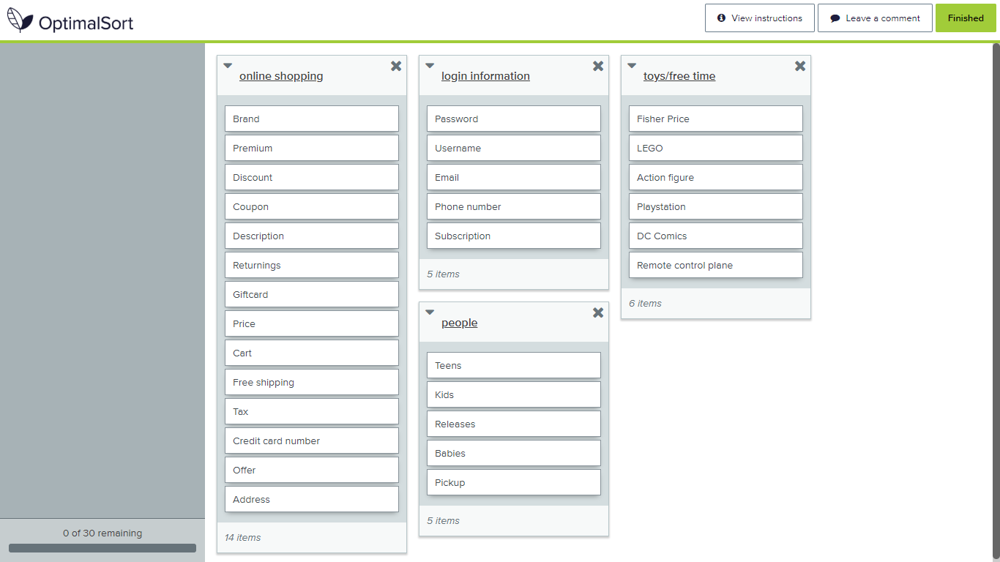 OptimalSort
View instructions
Leave a comment
Finished
online shopping
Brand
Premium
Discount
Coupon
Description
Returnings
Giftcard
Price
Cart
Free shipping
Tax
Credit card number
Offer
Address
14 items
login information
Password
Username
Email
Phone number
Subscription
5 items
people
Teens
Kids
Releases
Babies
Pickup
5 items
toys/free time
Fisher Price
LEGO
Action figure
Playstation
DC Comics
Remote control plane
6 items
0 of 30 remaining